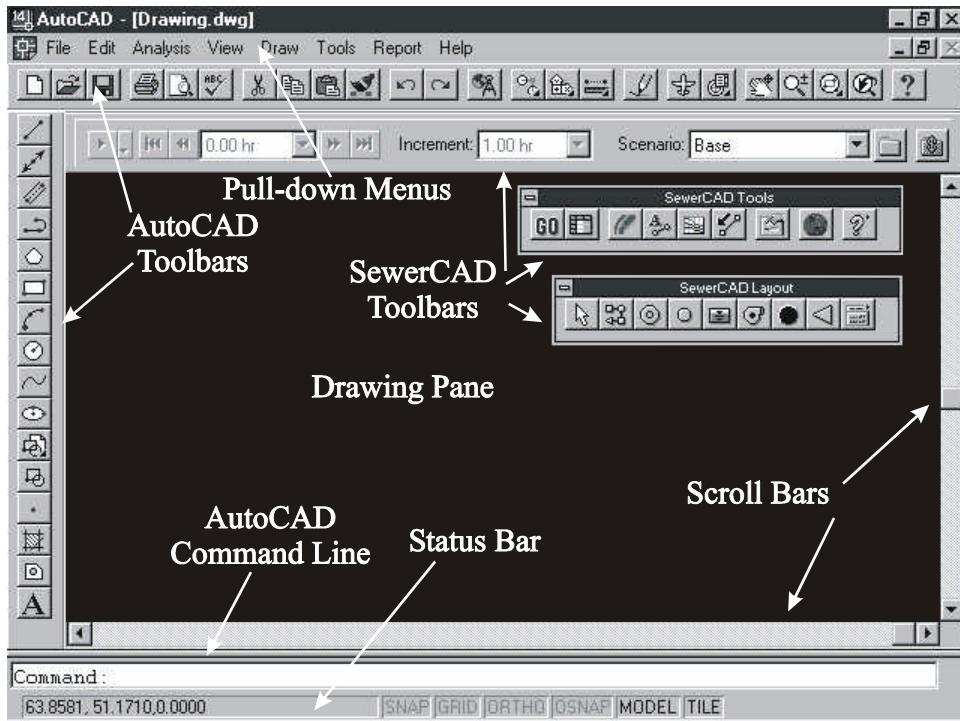 AutoCAD - [Drawing.dwg]
File Edit Analysis View Draw Tools Report Help
ABC
0.00 hr Increment: 1.00 hr Scenario: Base
Pull-down Menus
SewerCAD Tools
GO
AutoCAD
Toolbars
SewerCAD
Toolbars
SewerCAD Layout
Drawing Pane
Scroll Bars
AutoCAD
Command Line
Status Bar
A
Command:
63.8581, 51.1710,0.0000 SNAP GRID ORTHO OSNAP MODEL TILE